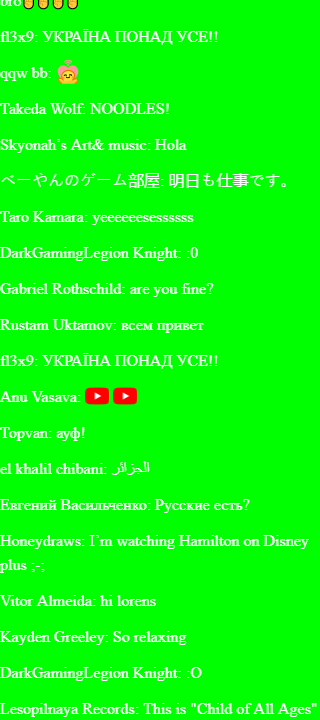 bro✊✊✊✊
fl3x9: УКРАЇНА ПОНАД УСЕ!!
qqw bb:
Takeda Wolf: NOODLES!
Skyonah's Art& music: Hola
べーやんのゲーム部屋: 明日も仕事です。
Taro Kamara: yeeeeeesessssss
DarkGamingLegion Knight: :0
Gabriel Rothschild: are you fine?
Rustam Uktamov: всем привет
fl3x9: УКРАЇНА ПОНАД УСЕ!!
Anu Vasava:
Topvan: ауф!
el khalil chibani: الجزائر
Евгений Васильченко: Русские есть?
Honeydraws: I'm watching Hamilton on Disney
plus ;-;
Vitor Almeida: hi lorens
Kayden Greeley: So relaxing
DarkGamingLegion Knight: :O
Lesopilnaya Records: This is "Child of All Ages"